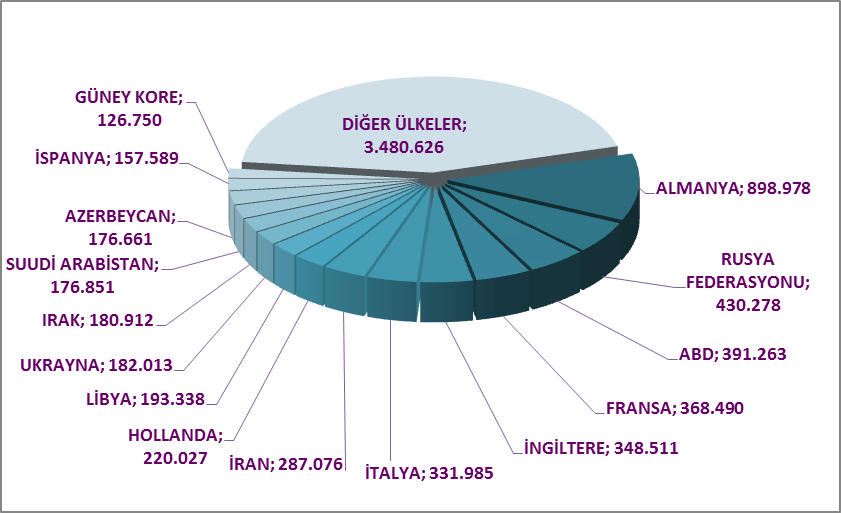 DİĞER ÜLKELER;
3.480.626
ALMANYA; 898.978
RUSYA
FEDERASYONU;
430.278
ABD; 391.263
FRANSA; 368.490
İNGİLTERE; 348.511
İTALYA; 331.985
İRAN; 287.076
HOLLANDA;
220.027
LİBYA; 193.338
UKRAYNA; 182.013
IRAK; 180.912
SUUDİ ARABİSTAN;
176.851
AZERBEYCAN;
176.661
İSPANYA; 157.589
GÜNEY KORE;
126.750